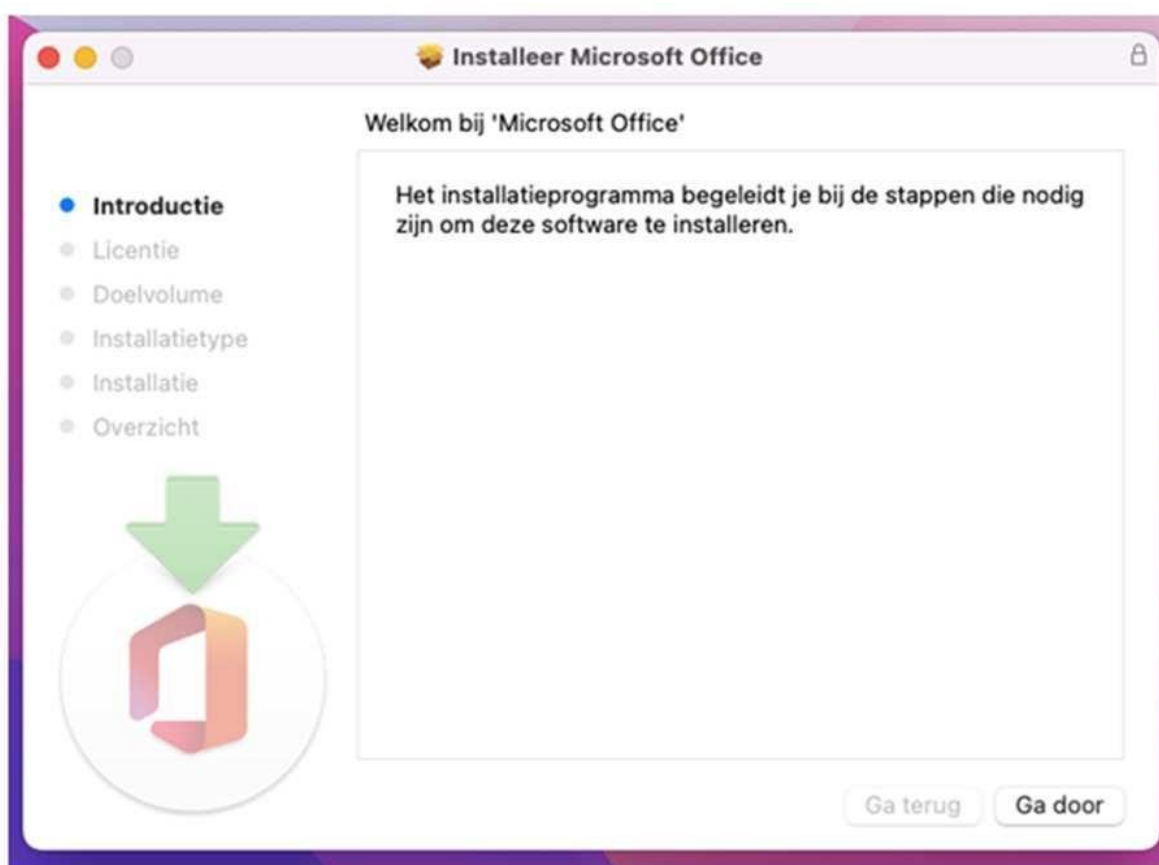 Installeer Microsoft Office
Welkom bij 'Microsoft Office'
Introductie
Licentie
Doelvolume
Installatietype
Installatie
Overzicht
Het installatieprogramma begeleidt je bij de stappen die nodig
zijn om deze software te installeren.
Ga terug
Ga door